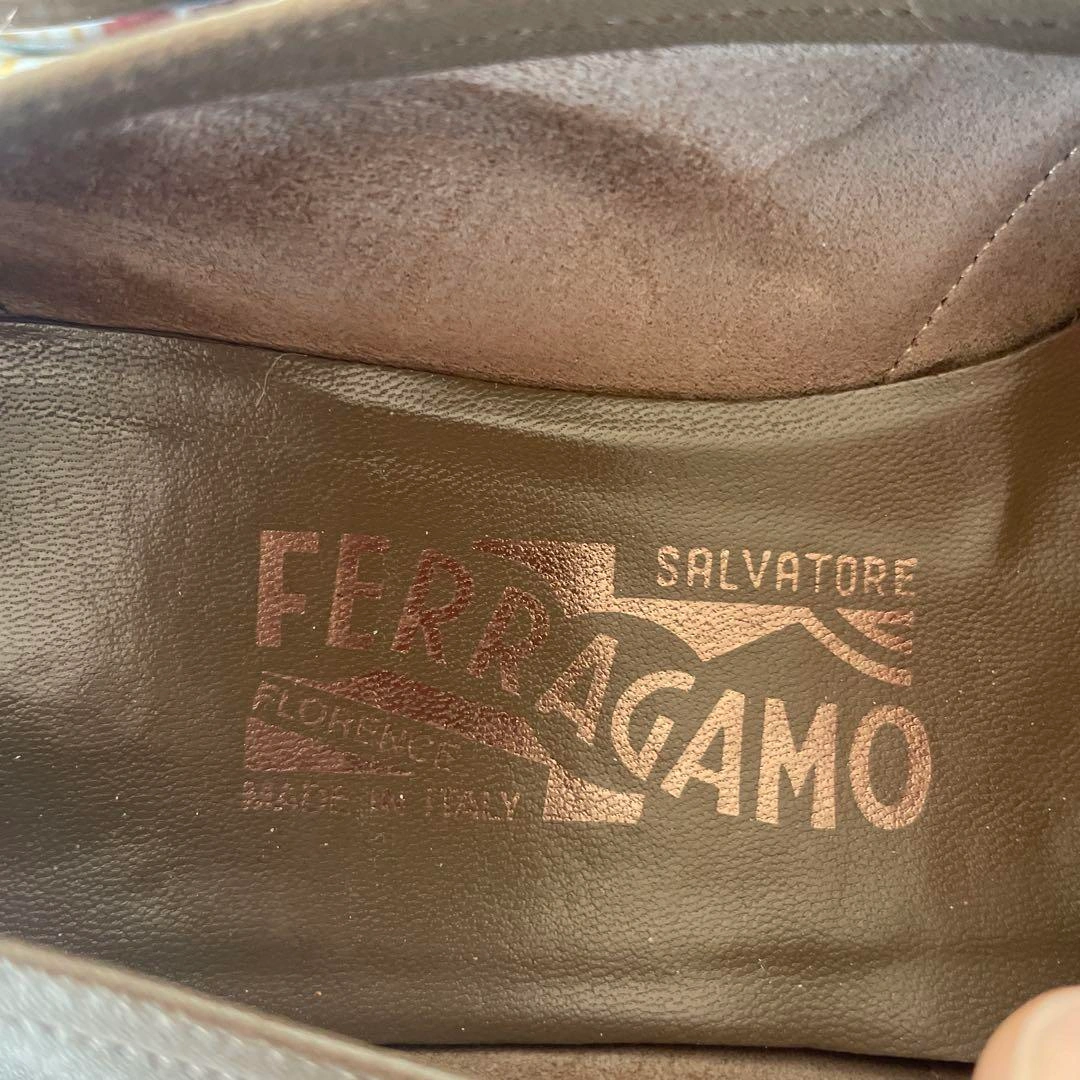 SALVATORE
FERRAGAMO
FLORENCE
MADE IN ITALY